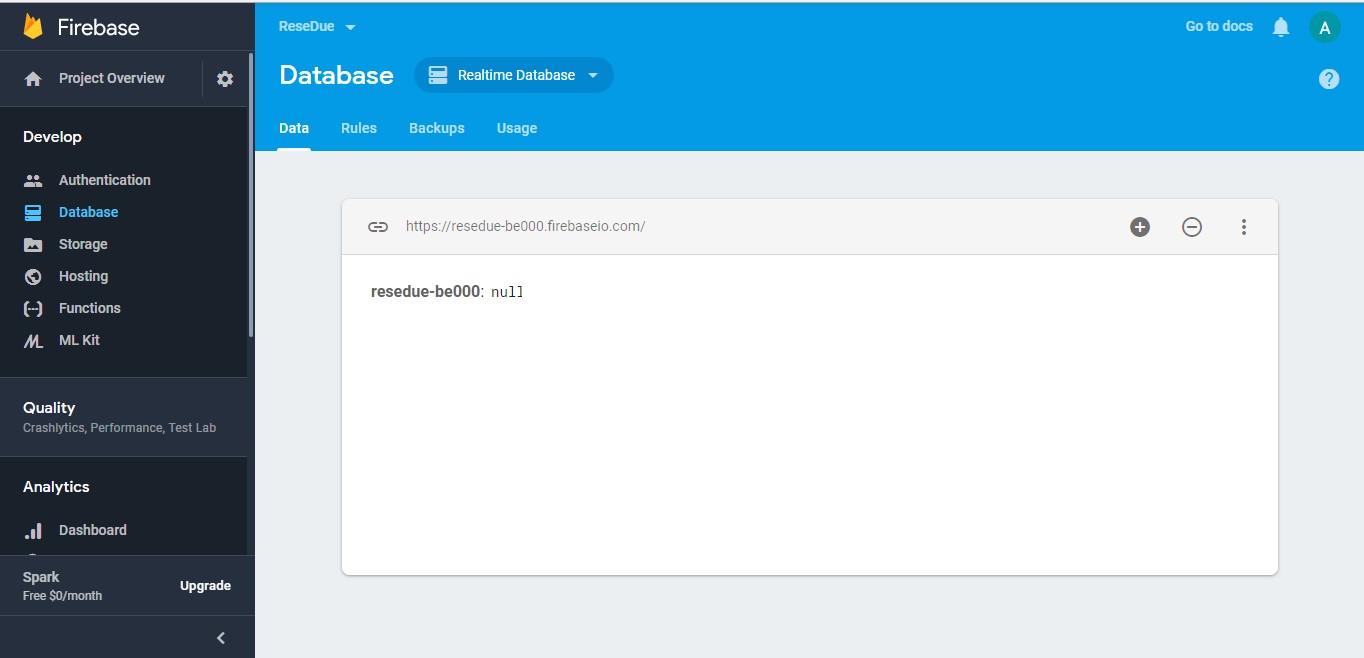 Firebase
Project Overview
Develop
Authentication
Database
Storage
Hosting
Functions
ML Kit
Quality
Crashlytics, Performance, Test Lab
Analytics
Dashboard
Spark
Free $0/month
Upgrade
ReseDue
Go to docs
A
Database
Realtime Database
?
Data
Rules
Backups
Usage
https://resedue-be000.firebaseio.com/
resedue-be000: null